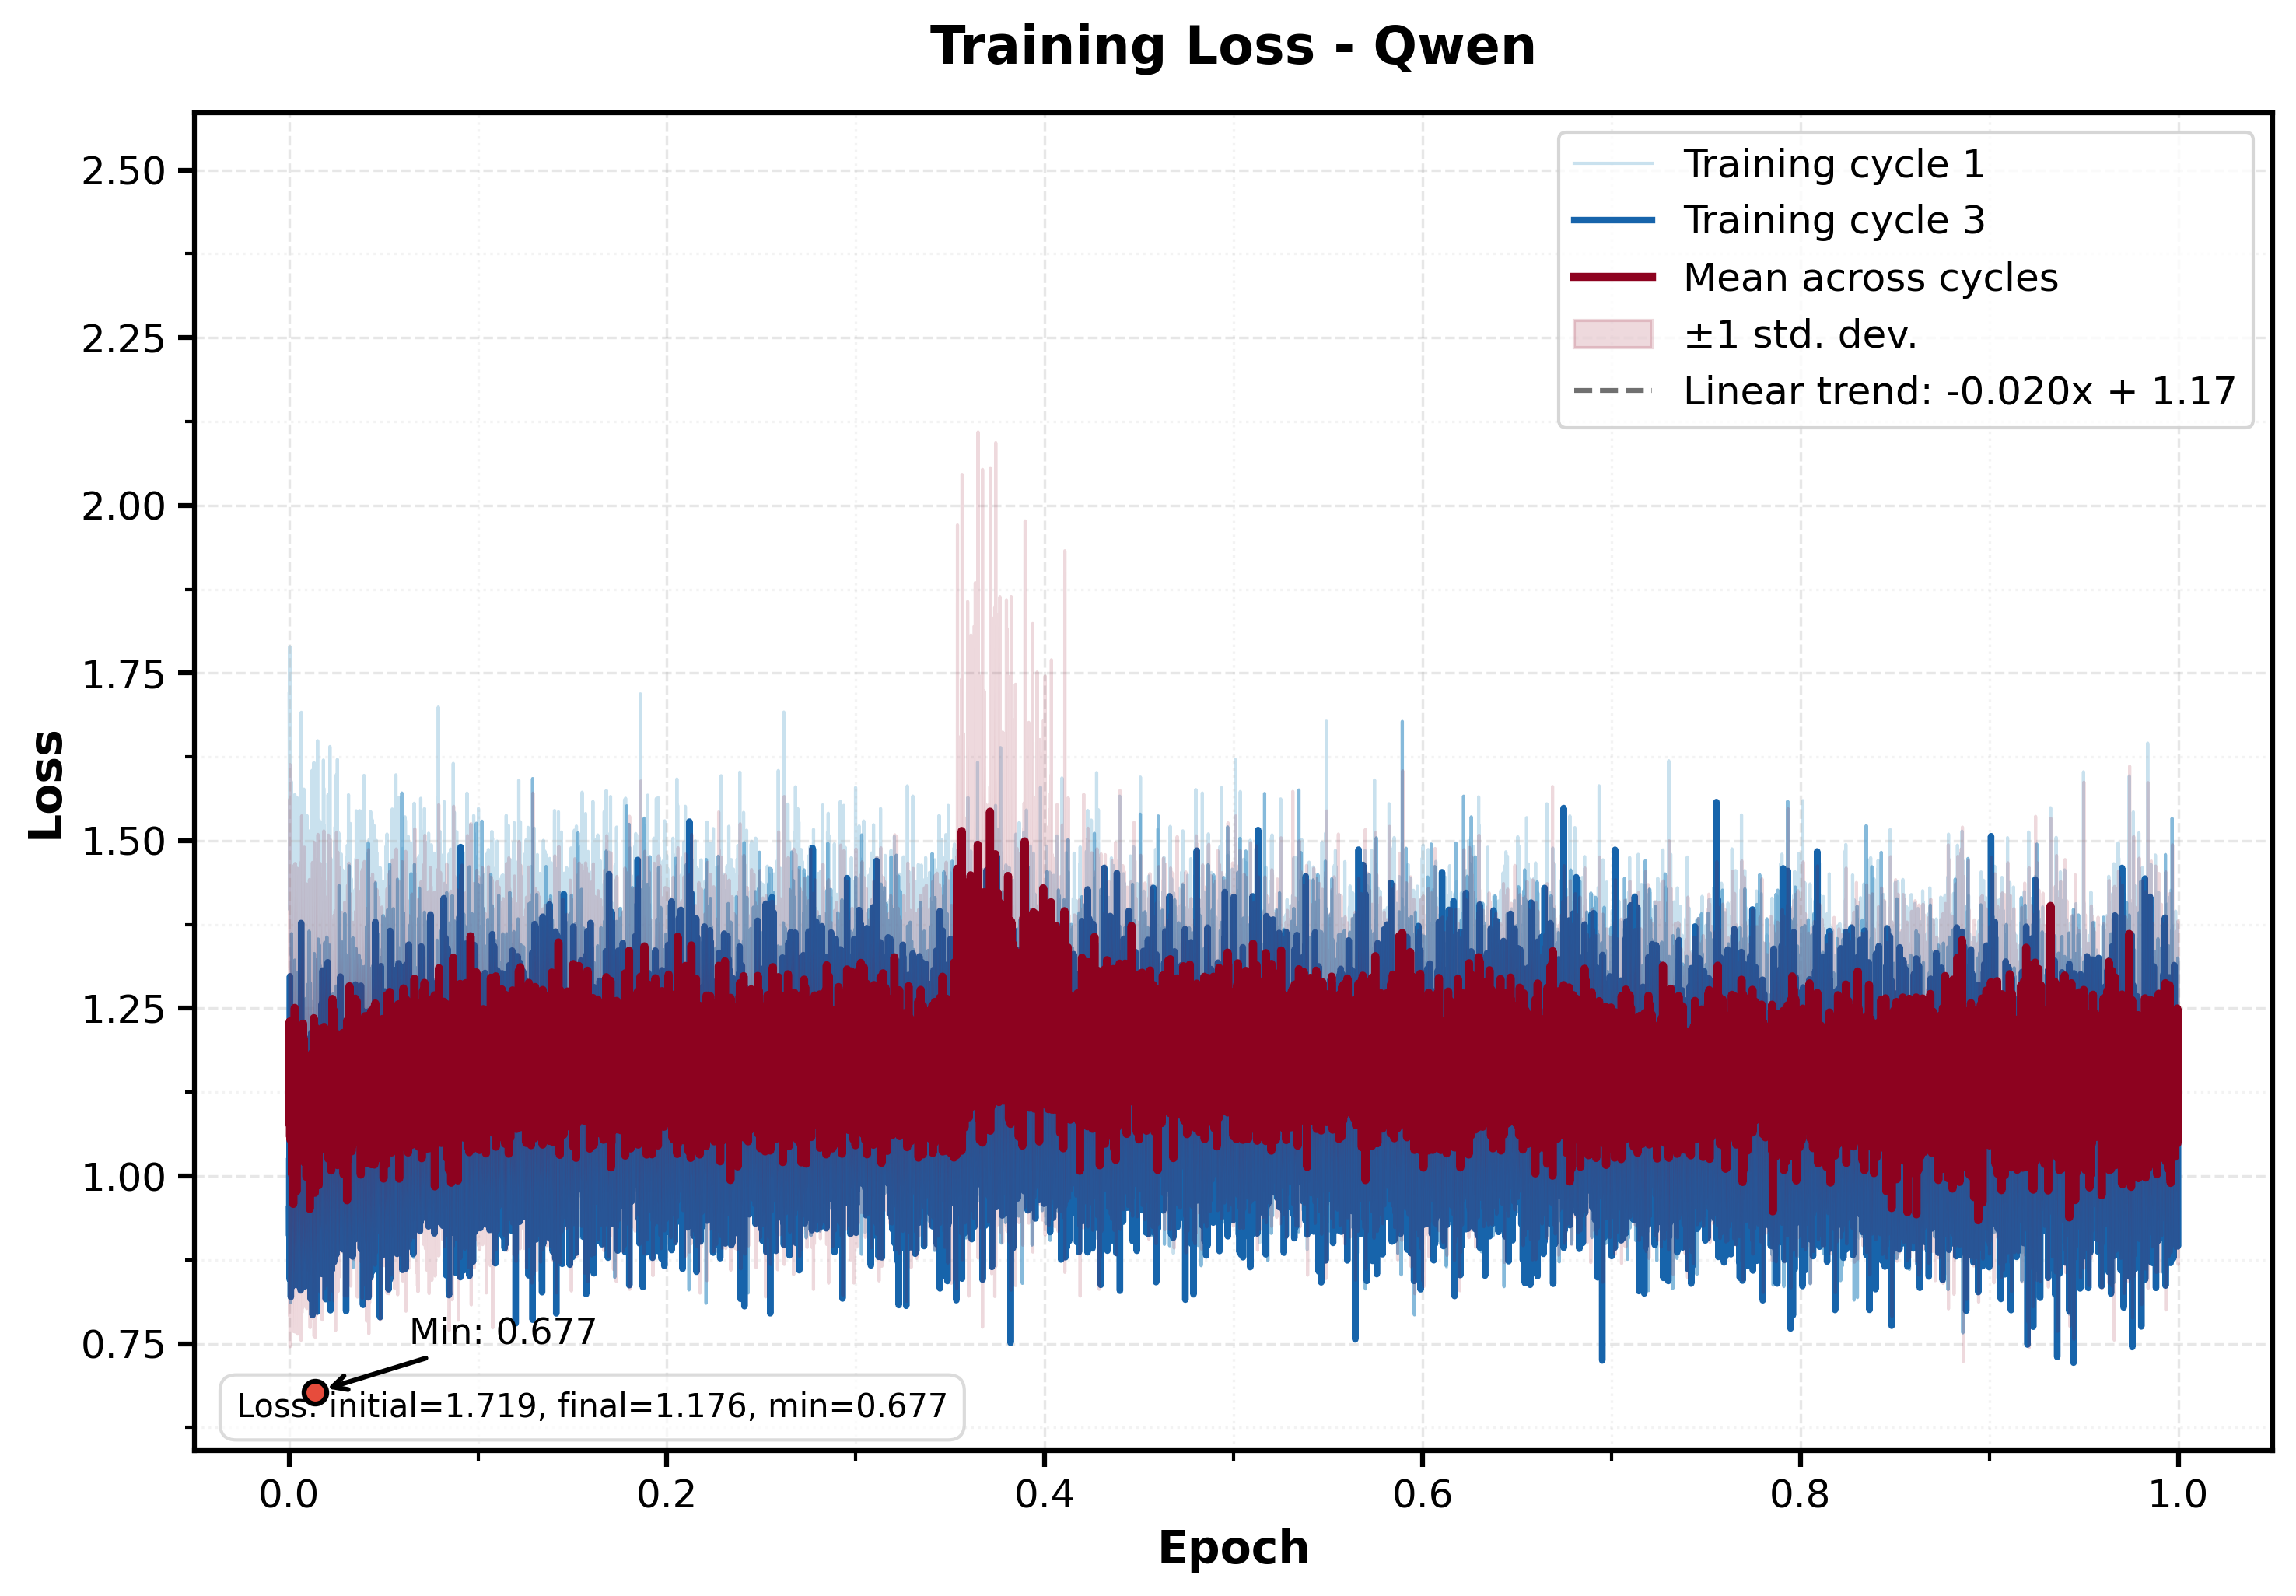 Training Loss - Qwen
Training cycle 1
Training cycle 3
Mean across cycles
±1 std. dev.
Linear trend: -0.020x + 1.17
Loss
2.50
2.25
2.00
1.75
1.50
1.25
1.00
0.75
Min: 0.677
Loss: initial=1.719, final=1.176, min=0.677
0.0
0.2
0.4
0.6
0.8
1.0
Epoch